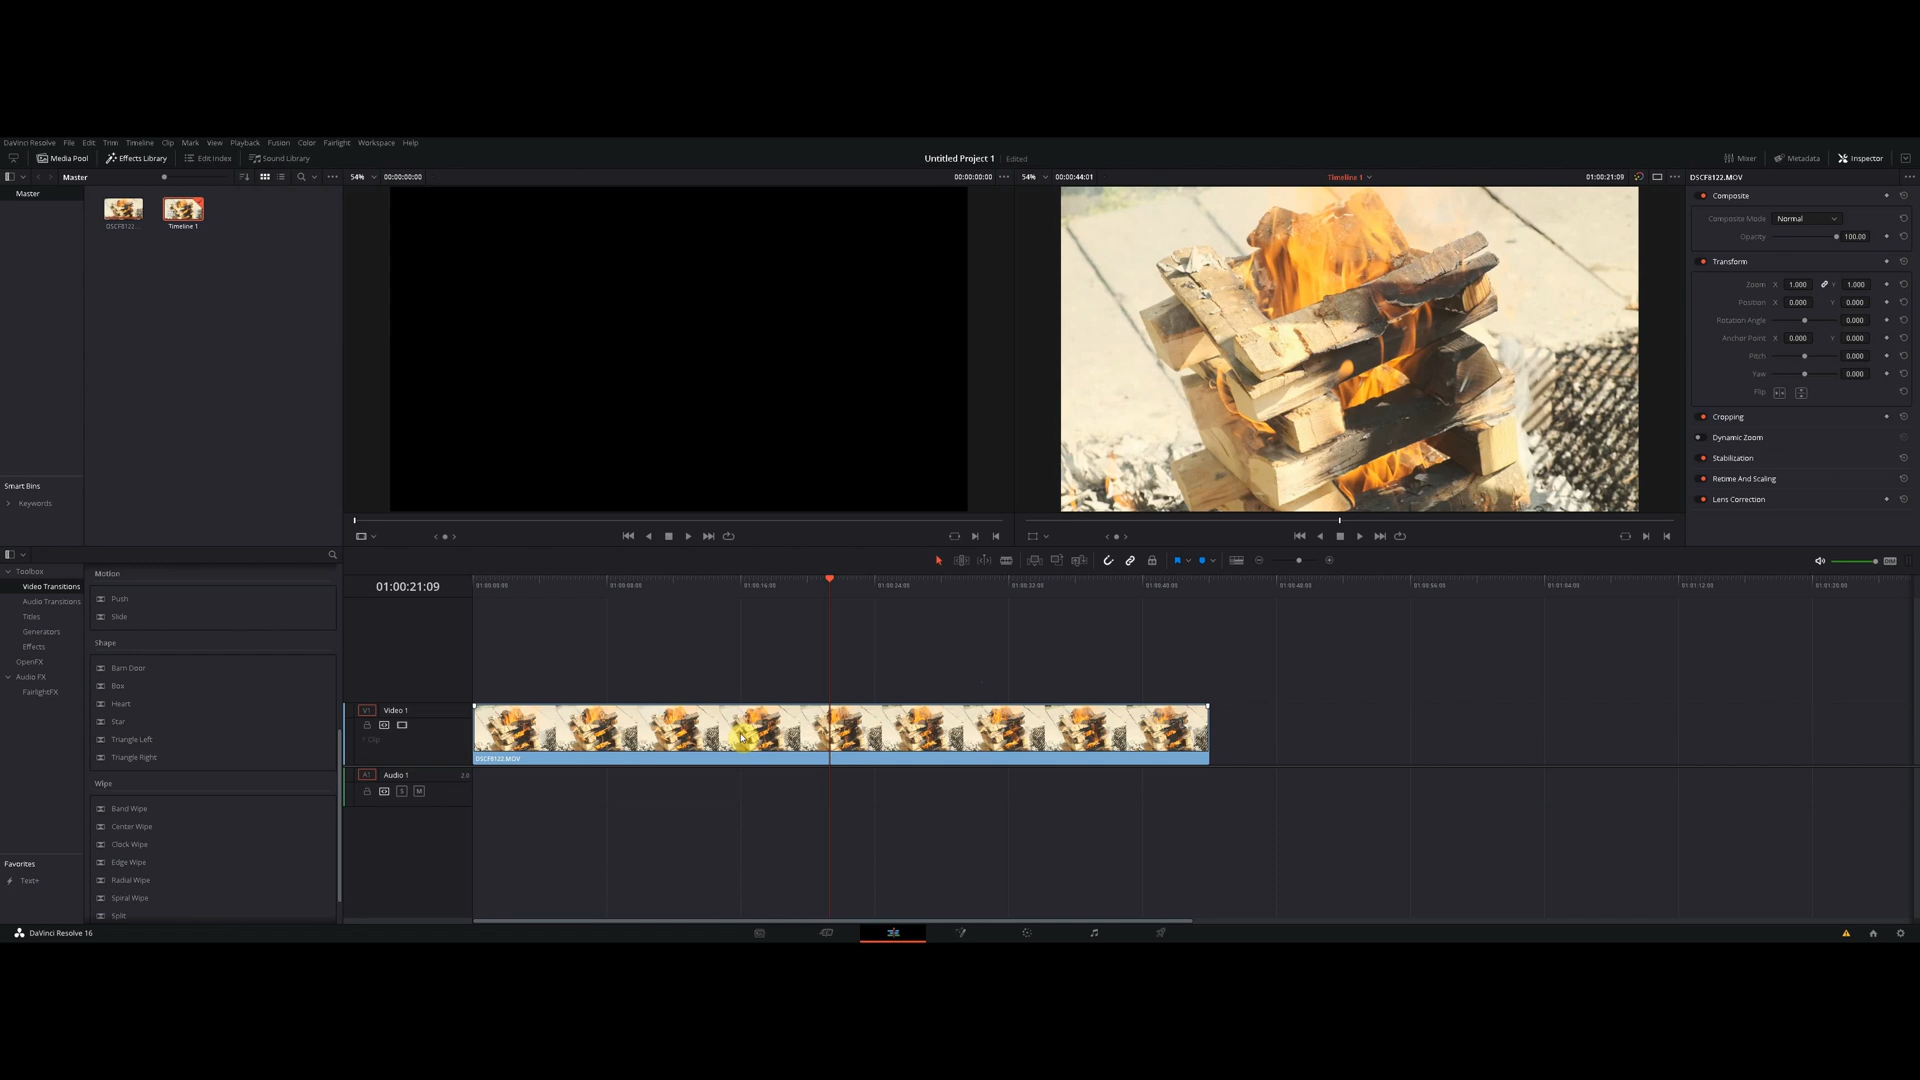 DaVinci Resolve File Edit Trim Timeline Clip Mark View Playback Fusion Color Fairlight Workspace Help
Media Pool Effects Library Edit Index Sound Library Untitled Project 1 Edited Mixer Metadata Inspector
Master 54% 00:00:00:00 00:00:00:00 54% 00:00:44:01 Timeline 1 01:00:21:09 DSCF8122.MOV
Master
DSCF8122... Timeline 1
Composite
Composite Mode Normal
Opacity 100.00
Transform
Zoom X 1.000 Y 1.000
Position X 0.000 Y 0.000
Rotation Angle 0.000
Anchor Point X 0.000 Y 0.000
Pitch 0.000
Yaw 0.000
Flip
Cropping
Dynamic Zoom
Stabilization
Retime And Scaling
Lens Correction
Smart Bins
Keywords
Toolbox
Video Transitions
Audio Transitions
Titles
Generators
Effects
OpenFX
Audio FX
FairlightFX
Favorites
Text+
Motion
Push
Slide
Shape
Barn Door
Box
Heart
Star
Triangle Left
Triangle Right
Wipe
Band Wipe
Center Wipe
Clock Wipe
Edge Wipe
Radial Wipe
Spiral Wipe
Split
01:00:21:09
V1 Video 1
1 Clip
DSCF8122.MOV
A1 Audio 1 2.0
S M
DaVinci Resolve 16